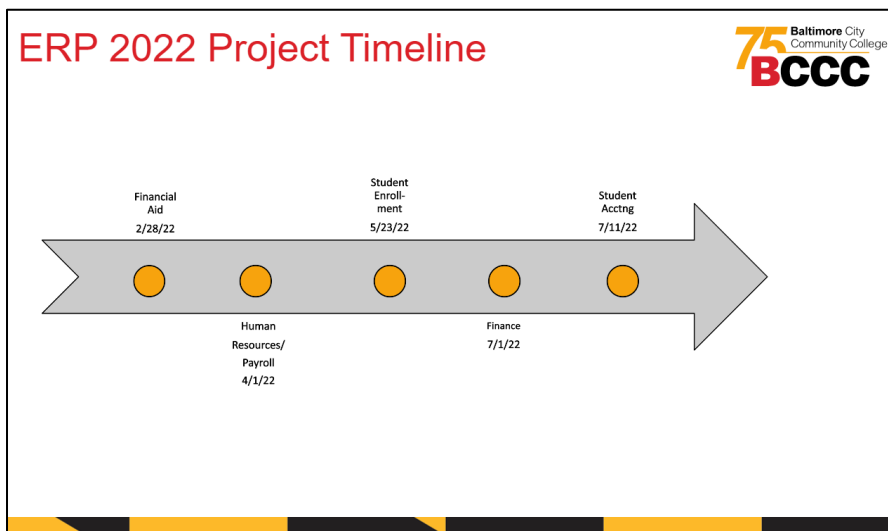 ERP 2022 Project Timeline
75 Baltimore City
Community College
BCCC
Financial
Aid
2/28/22
Human
Resources/
Payroll
4/1/22
Student
Enroll-
ment
5/23/22
Finance
7/1/22
Student
Acctng
7/11/22